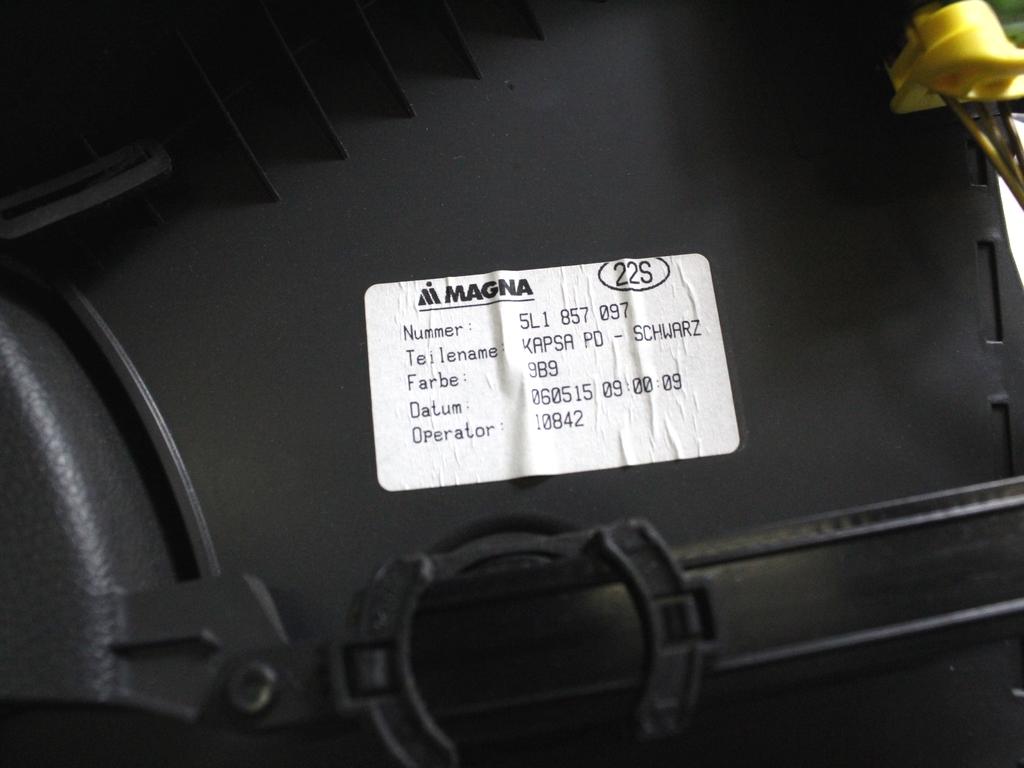 MAGNA 22S
Nummer: 5L1 857 097
Teilename: KAPSA PD - SCHWARZ
Farbe: 9B9
Datum: 060515 09:00:09
Operator: 10842